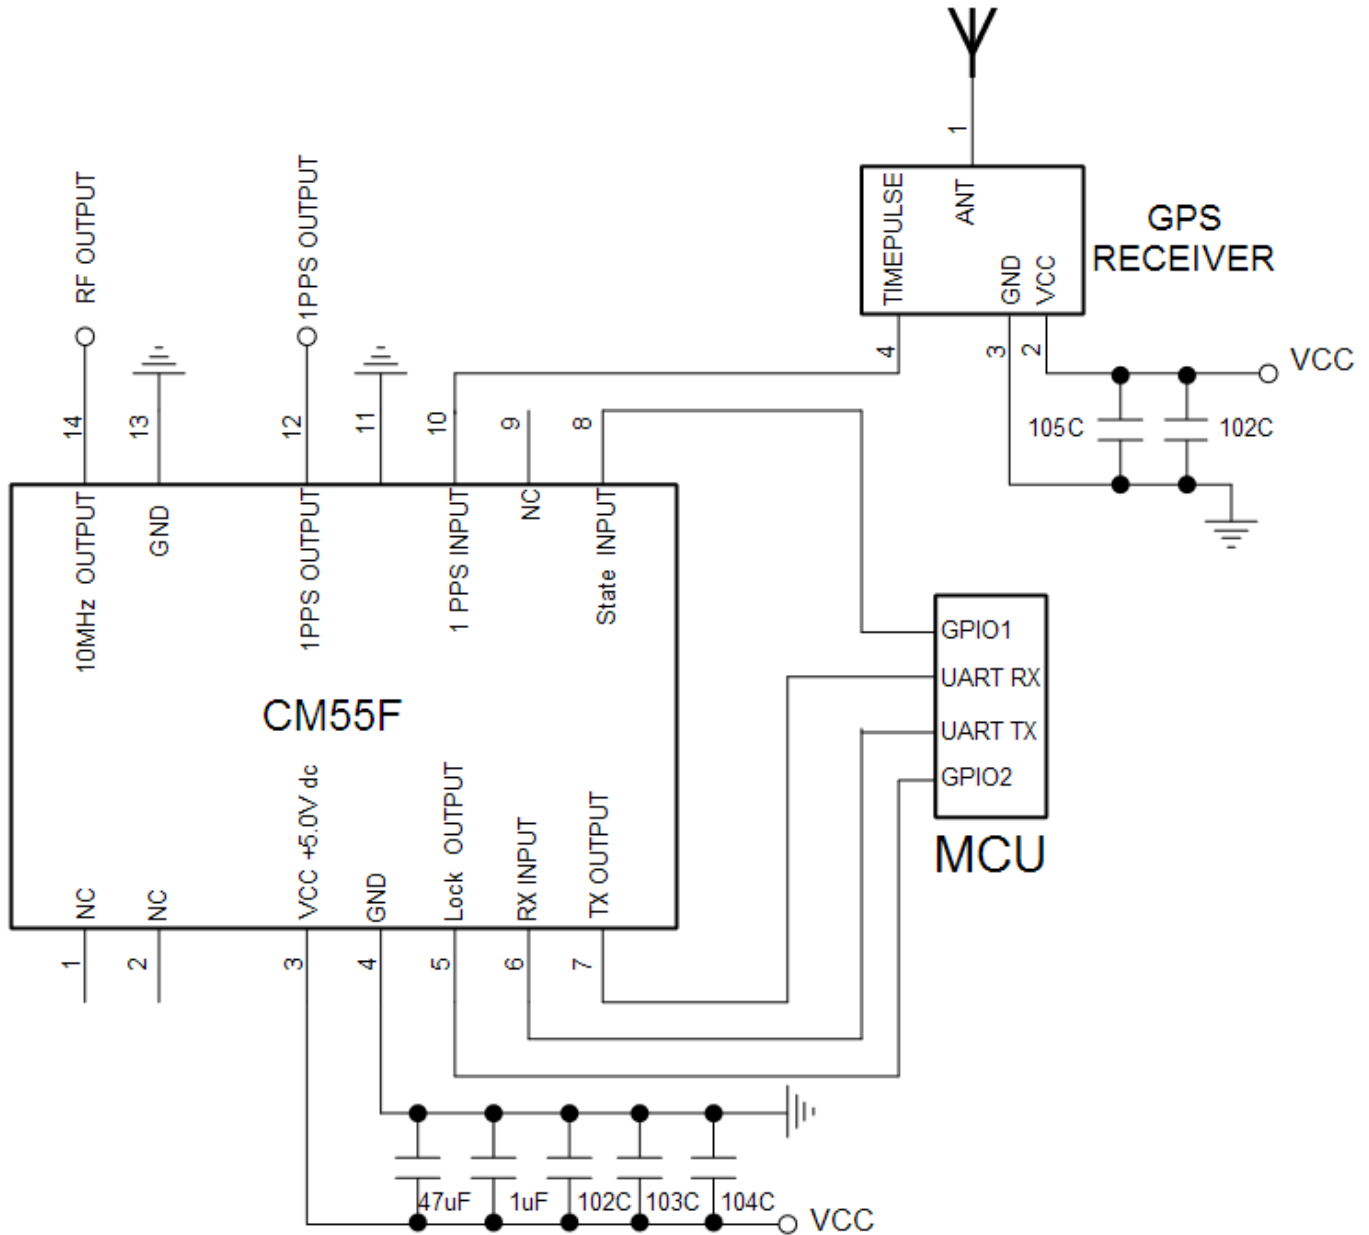 1
ANT
TIMEPULSE
GND
VCC
GPS
RECEIVER
4
3
2
VCC
105C
102C
RF OUTPUT
1PPS OUTPUT
14
13
12
11
10
9
8
10MHz OUTPUT
GND
1PPS OUTPUT
1 PPS INPUT
NC
State INPUT
CM55F
GPIO1
UART RX
UART TX
GPIO2
MCU
NC
NC
VCC +5.0V dc
GND
Lock OUTPUT
RX INPUT
TX OUTPUT
1
2
3
4
5
6
7
47uF
1uF
102C
103C
104C
VCC